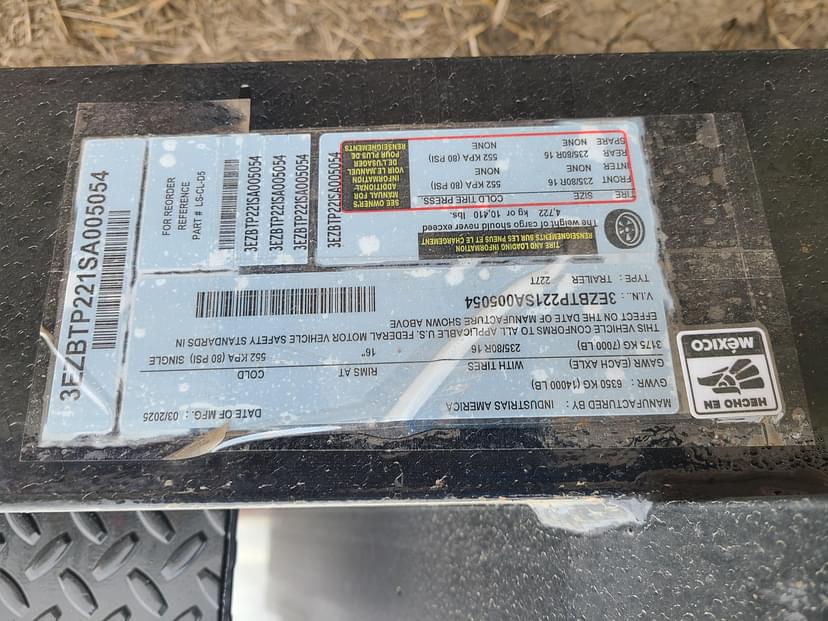 MANUFACTURED BY : INDUSTRIAS AMERICA
DATE OF MFG. : 03/2025
GVWR : 6350 KG (14000 LB)
GAWR (EACH AXLE) WITH TIRES RIMS AT COLD
3175 KG (7000 LB) 235/80R 16 16" 552 KPA (80 PSI) SINGLE
THIS VEHICLE CONFORMS TO ALL APPLICABLE U.S. FEDERAL MOTOR VEHICLE SAFETY STANDARDS IN
EFFECT ON THE DATE OF MANUFACTURE SHOWN ABOVE
V.I.N.: 3EZBTP221SA005054
TYPE : TRAILER : 227T
TIRE AND LOADING INFORMATION
RENSEIGNEMENTS SUR LES PNEUS ET LE CHARGEMENT
The weight of cargo should never exceed
4,722 kg or 10,410 lbs.
TIRE SIZE COLD TIRE PRESS.
FRONT 235/80R 16 552 KPA (80 PSI)
INTER NONE NONE
REAR 235/80R 16 552 KPA (80 PSI)
SPARE NONE NONE
SEE OWNER'S
MANUAL FOR
ADDITIONAL
INFORMATION
VOIR LE MANUEL
DE L'USAGER
POUR PLUS DE
RENSEIGNEMENTS
3EZBTP221SA005054
3EZBTP221SA005054
3EZBTP221SA005054
3EZBTP221SA005054
FOR REORDER
REFERENCE
PART # LS-CL-D5
3EZBTP221SA005054
HECHO EN
MÉXICO